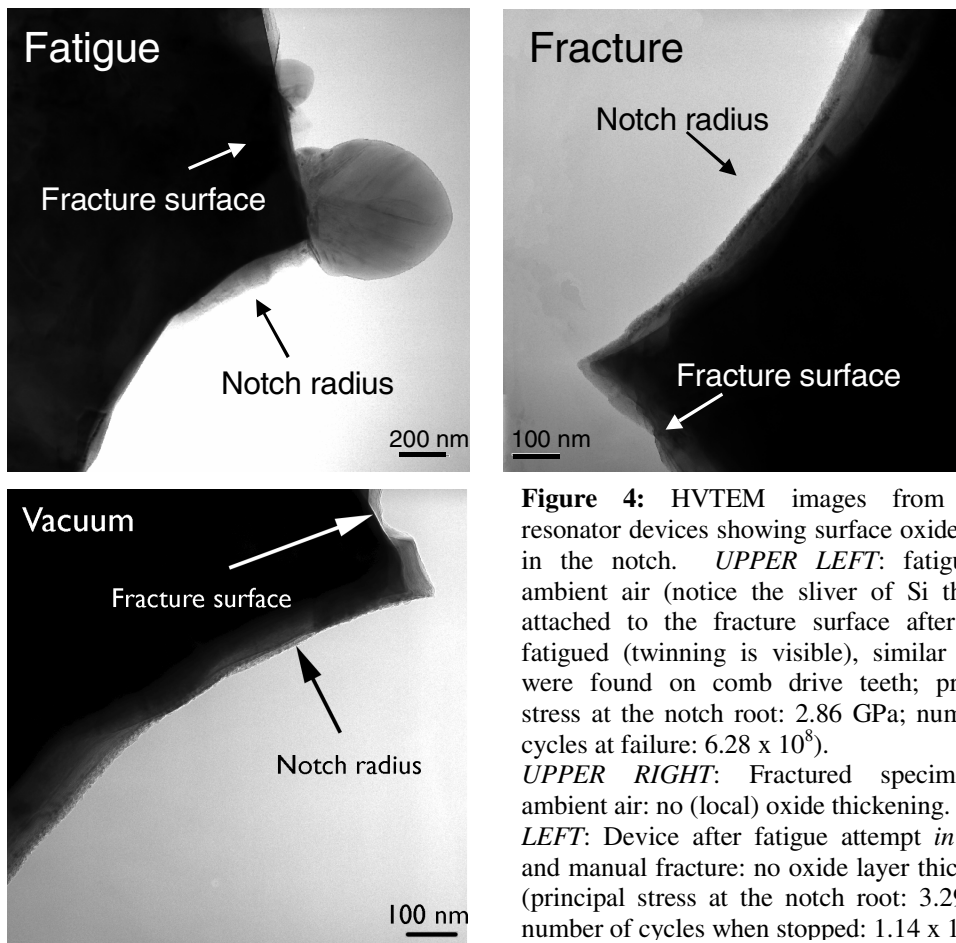 Fatigue
Fracture surface
Notch radius
200 nm
Fracture
Notch radius
Fracture surface
100 nm
Vacuum
Fracture surface
Notch radius
100 nm
Figure 4: HVTEM images from
resonator devices showing surface oxide
in the notch. UPPER LEFT: fatigu
ambient air (notice the sliver of Si th
attached to the fracture surface after
fatigued (twinning is visible), similar
were found on comb drive teeth; pr
stress at the notch root: 2.86 GPa; num
cycles at failure: 6.28 x 10⁸).
UPPER RIGHT: Fractured specim
ambient air: no (local) oxide thickening.
LEFT: Device after fatigue attempt in
and manual fracture: no oxide layer thic
(principal stress at the notch root: 3.29
number of cycles when stopped: 1.14 x 1